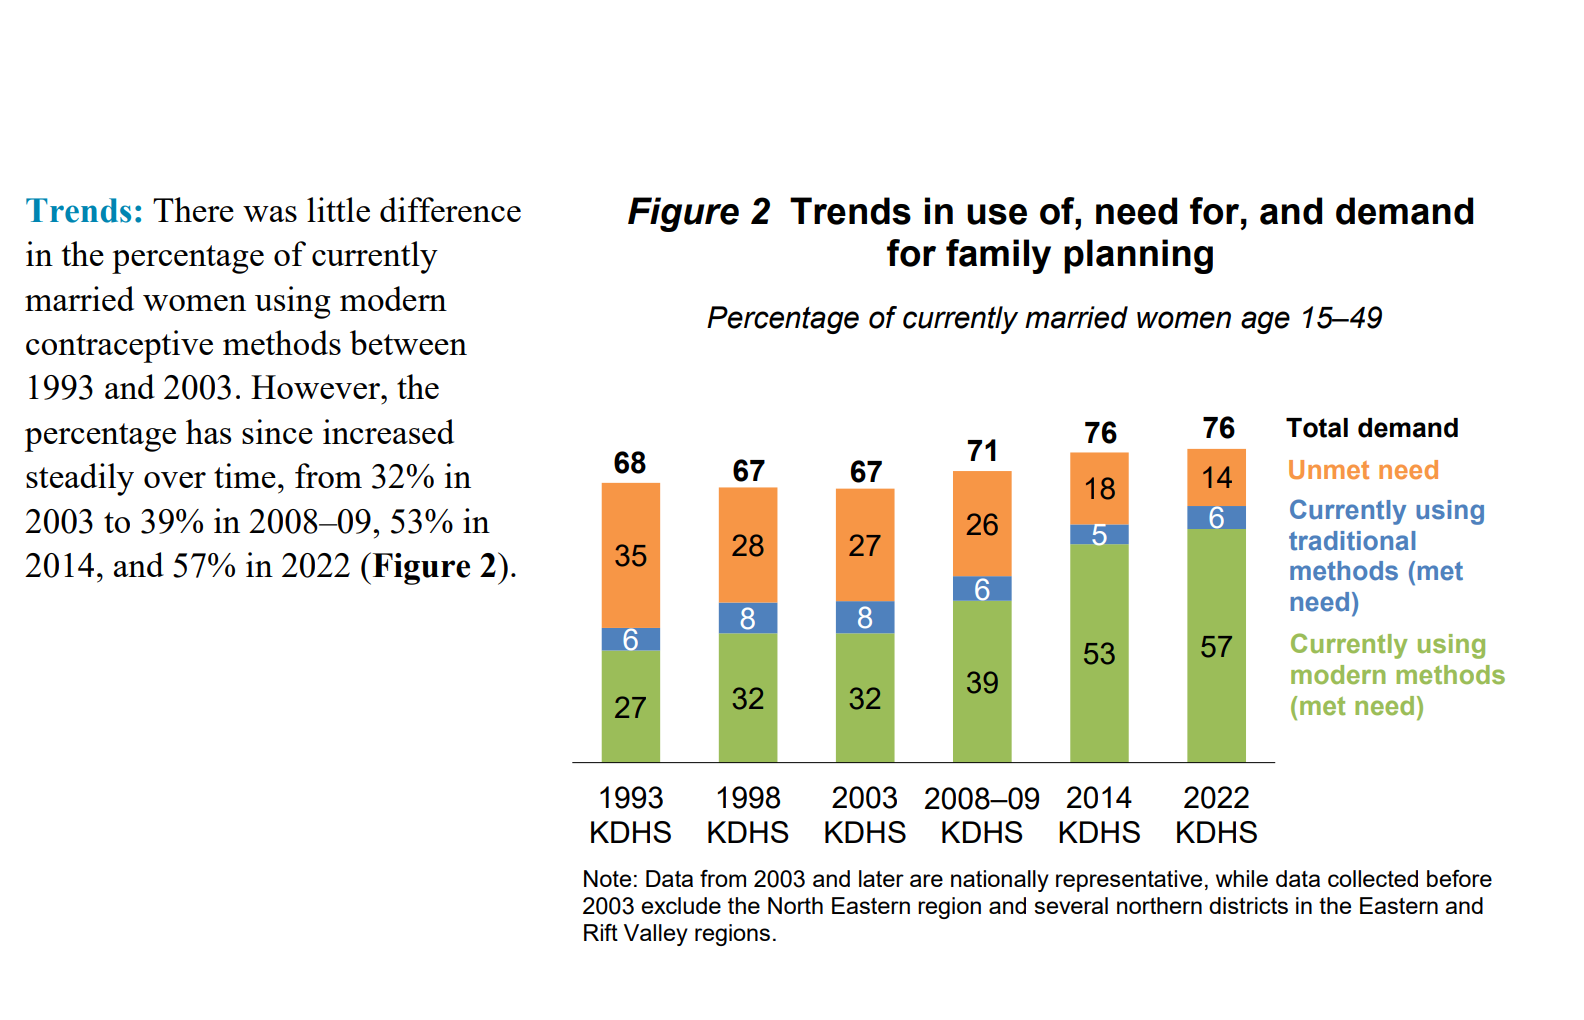 Trends: There was little difference
in the percentage of currently
married women using modern
contraceptive methods between
1993 and 2003. However, the
percentage has since increased
steadily over time, from 32% in
2003 to 39% in 2008–09, 53% in
2014, and 57% in 2022 (Figure 2).
Figure 2 Trends in use of, need for, and demand
for family planning
Percentage of currently married women age 15–49
68 67 67 71 76 76 Total demand
35 28 27 26 18 14 Unmet need
6 8 8 6 5 6 Currently using
traditional
methods (met
need)
27 32 32 39 53 57 Currently using
modern methods
(met need)
1993 1998 2003 2008–09 2014 2022
KDHS KDHS KDHS KDHS KDHS KDHS
Note: Data from 2003 and later are nationally representative, while data collected before
2003 exclude the North Eastern region and several northern districts in the Eastern and
Rift Valley regions.